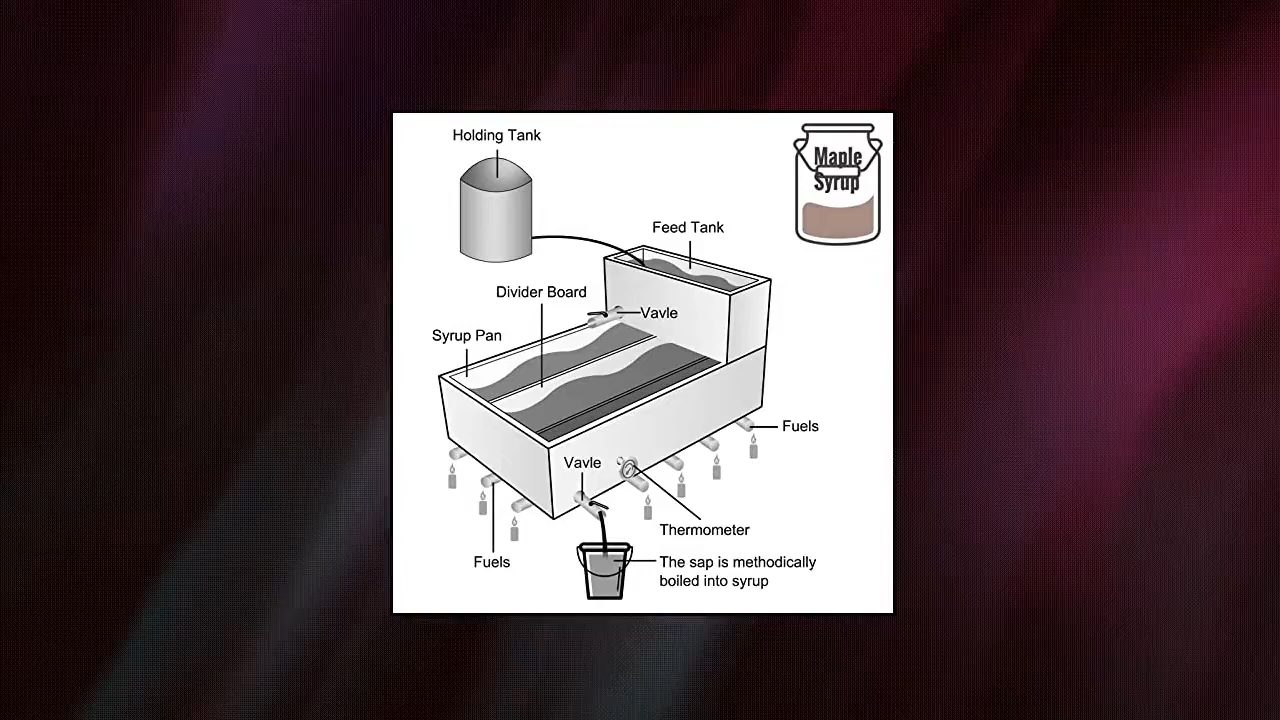 Holding Tank
Maple
Syrup
Feed Tank
Divider Board
Vavle
Syrup Pan
Fuels
Vavle
Thermometer
Fuels
The sap is methodically
boiled into syrup